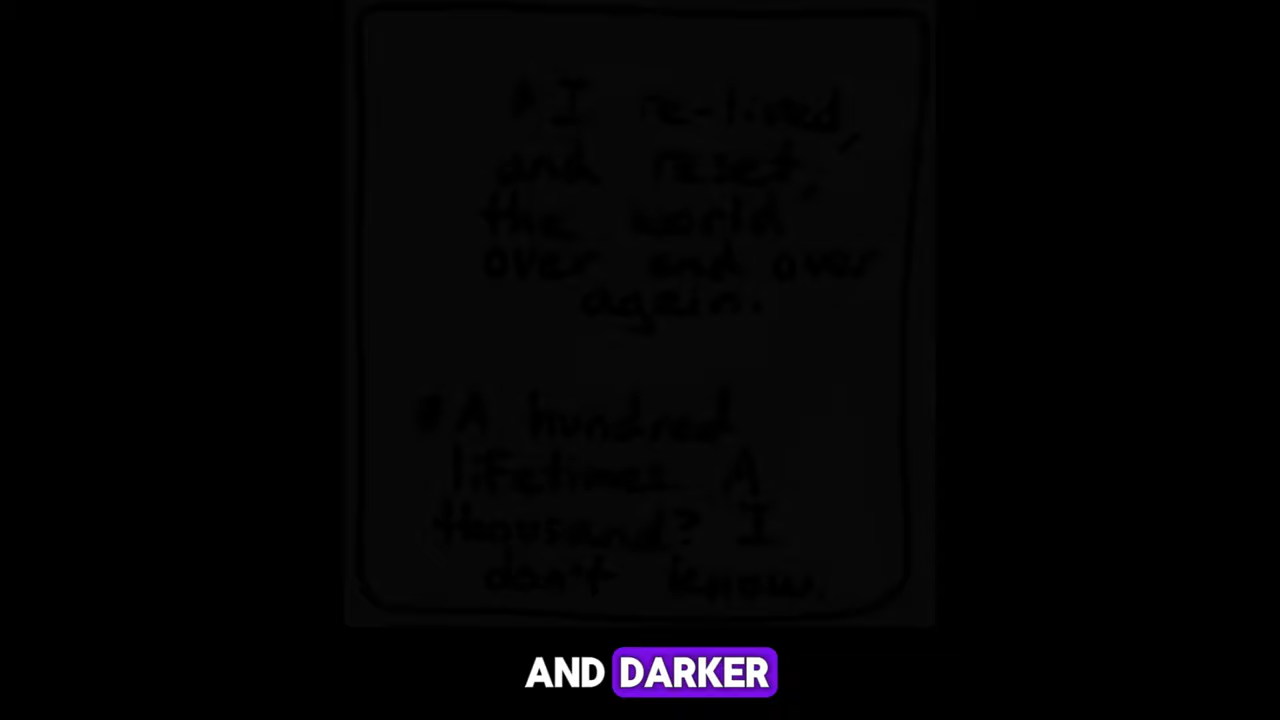 *I re-lived,
and reset,
the world
over and over
again.
*A hundred
lifetimes A
thousand? I
don't know.
AND DARKER